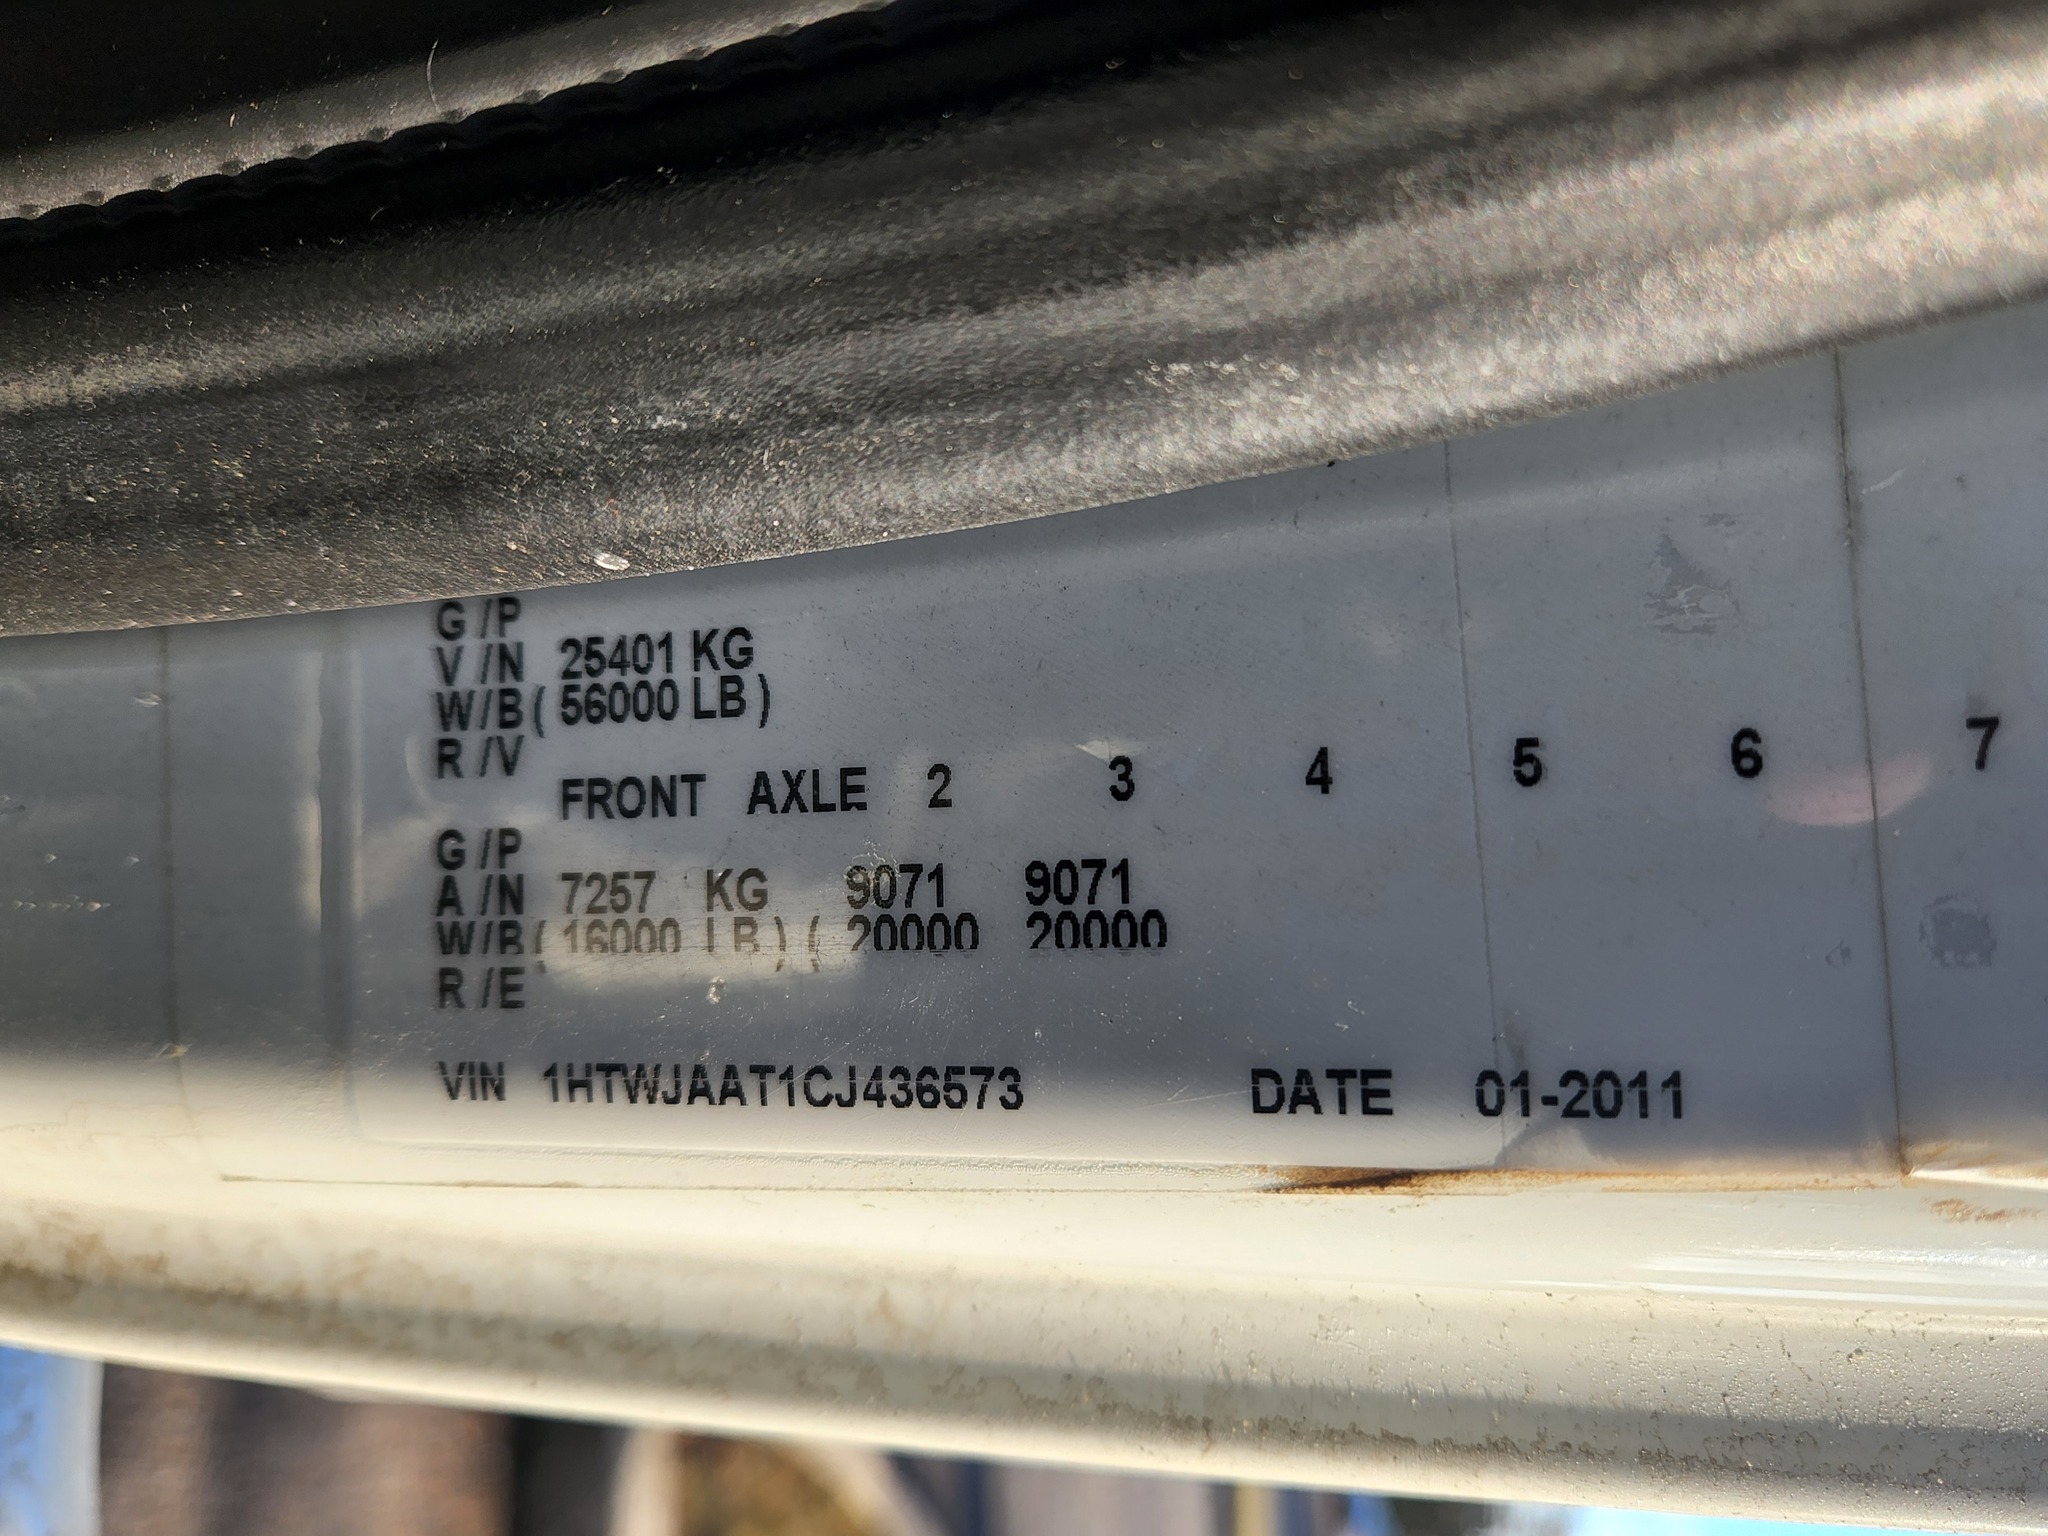 G/P
V/N 25401 KG
W/B ( 56000 LB )
R/V
FRONT AXLE 2 3 4 5 6 7
G/P
A/N 7257 KG 9071 9071
W/B ( 16000 LB ) ( 20000 20000
R/E
VIN 1HTWJAAT1CJ436573 DATE 01-2011